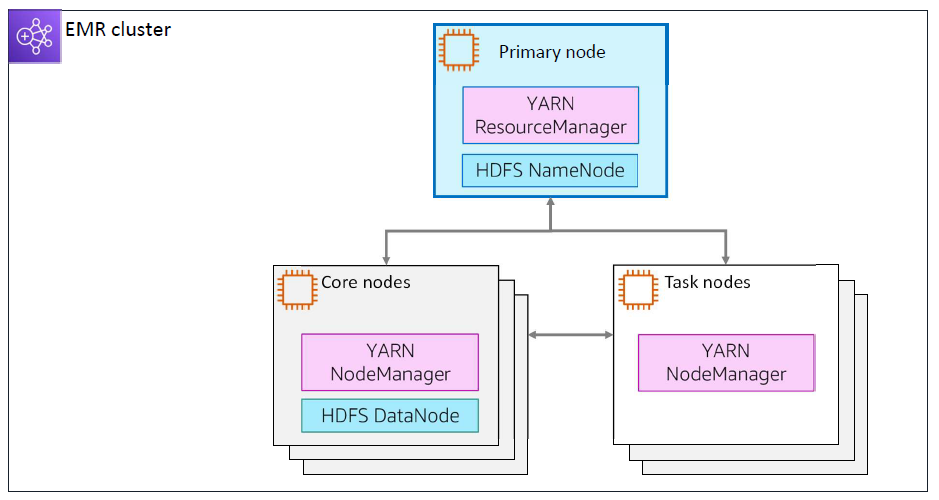 EMR cluster
Primary node
YARN
ResourceManager
HDFS NameNode
Core nodes
YARN
NodeManager
HDFS DataNode
Task nodes
YARN
NodeManager